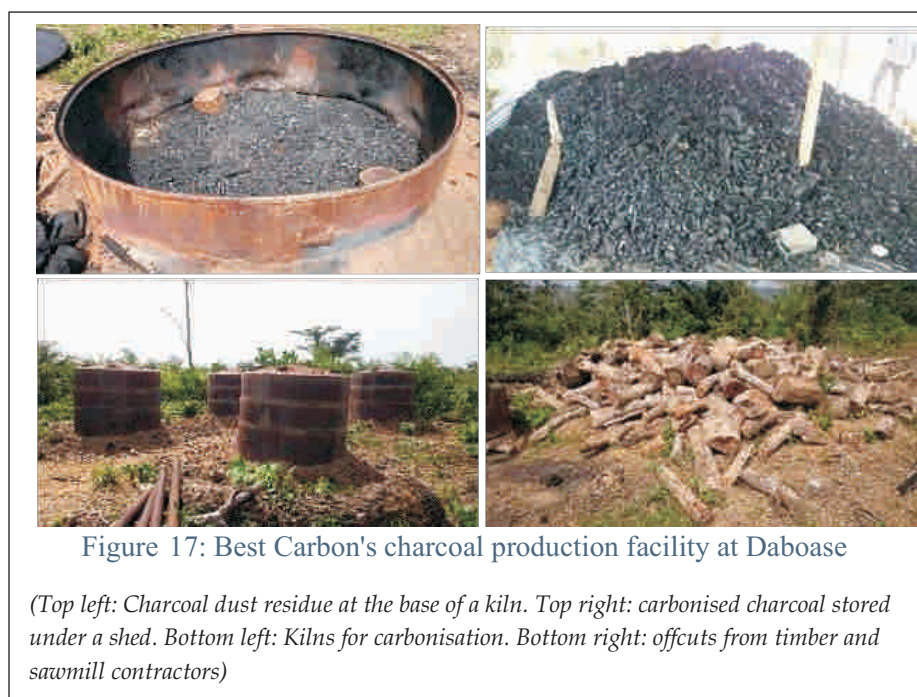 Figure 17: Best Carbon's charcoal production facility at Daboase
(Top left: Charcoal dust residue at the base of a kiln. Top right: carbonised charcoal stored
under a shed. Bottom left: Kilns for carbonisation. Bottom right: offcuts from timber and
sawmill contractors)